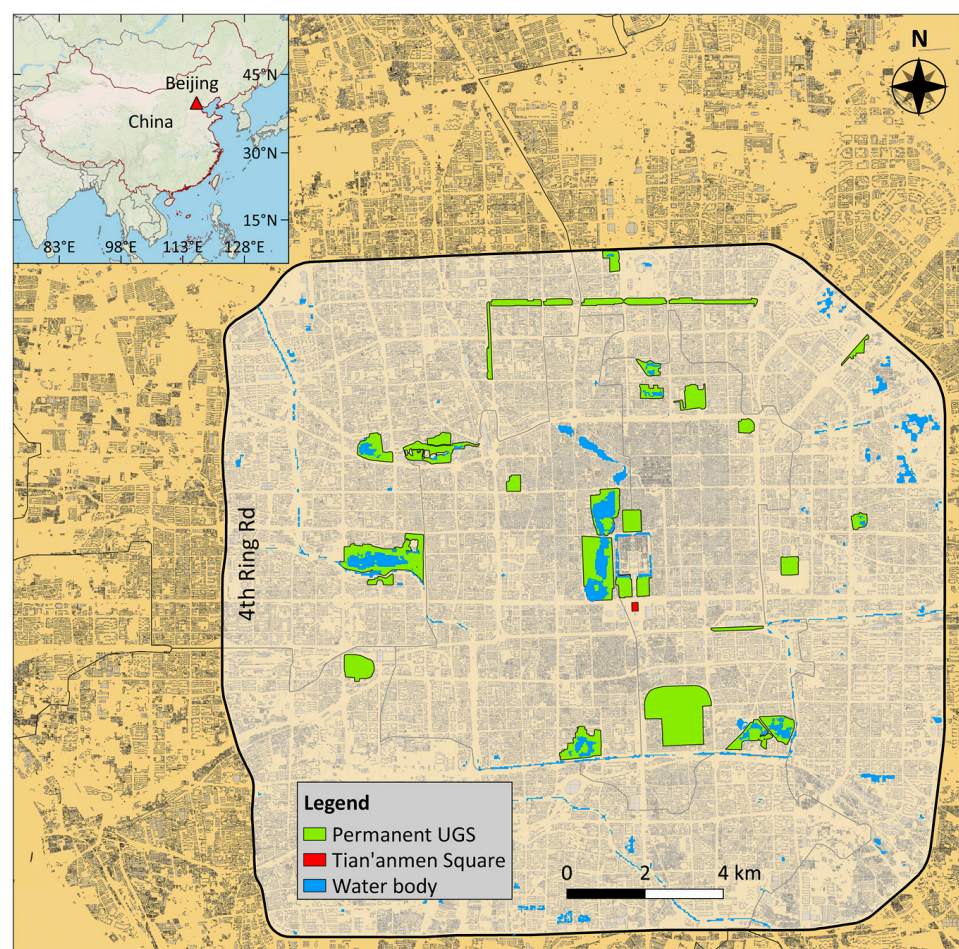 Beijing
China
45°N
30°N
15°N
83°E 98°E 113°E 128°E
N
4th Ring Rd
Legend
Permanent UGS
Tian'anmen Square
Water body
0 2 4 km